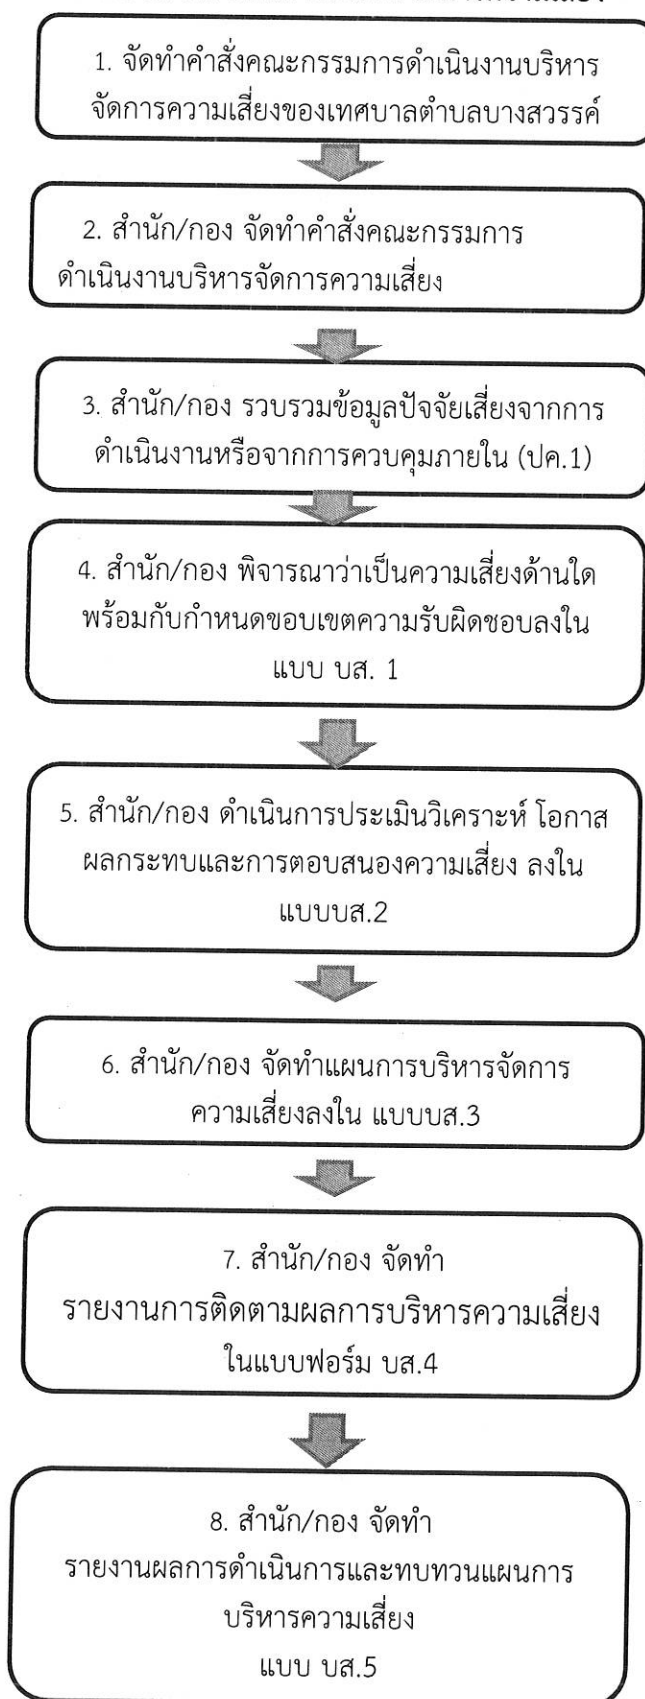 1. จัดทำคำสั่งคณะกรรมการดำเนินงานบริหาร
จัดการความเสี่ยงของเทศบาลตำบลบางสวรรค์
2. สำนัก/กอง จัดทำคำสั่งคณะกรรมการ
ดำเนินงานบริหารจัดการความเสี่ยง
3. สำนัก/กอง รวบรวมข้อมูลปัจจัยเสี่ยงจากการ
ดำเนินงานหรือจากการควบคุมภายใน (ปค.1)
4. สำนัก/กอง พิจารณาว่าเป็นความเสี่ยงด้านใด
พร้อมกับกำหนดขอบเขตความรับผิดชอบลงใน
แบบ บส. 1
5. สำนัก/กอง ดำเนินการประเมินวิเคราะห์ โอกาส
ผลกระทบและการตอบสนองความเสี่ยง ลงใน
แบบบส.2
6. สำนัก/กอง จัดทำแผนการบริหารจัดการ
ความเสี่ยงลงใน แบบบส.3
7. สำนัก/กอง จัดทำ
รายงานการติดตามผลการบริหารความเสี่ยง
ในแบบฟอร์ม บส.4
8. สำนัก/กอง จัดทำ
รายงานผลการดำเนินการและทบทวนแผนการ
บริหารความเสี่ยง
แบบ บส.5